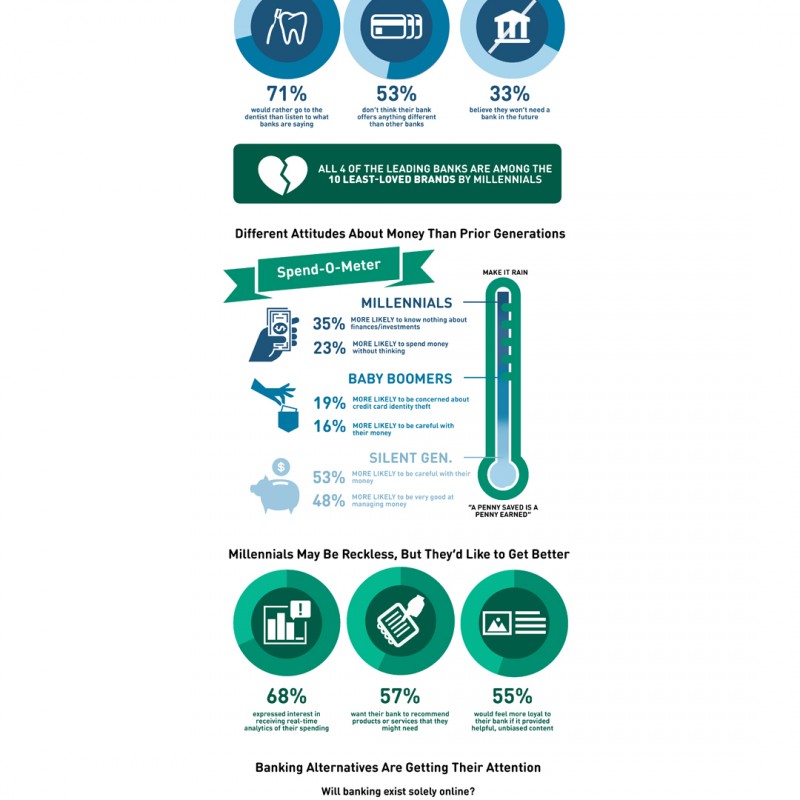 71%
would rather go to the
dentist than listen to what
banks are saying
53%
don't think their bank
offers anything different
than other banks
33%
believe they won't need a
bank in the future
ALL 4 OF THE LEADING BANKS ARE AMONG THE
10 LEAST-LOVED BRANDS BY MILLENNIALS
Different Attitudes About Money Than Prior Generations
Spend-O-Meter
MAKE IT RAIN
MILLENNIALS
35% MORE LIKELY to know nothing about
finances/investments
23% MORE LIKELY to spend money
without thinking
BABY BOOMERS
19% MORE LIKELY to be concerned about
credit card identity theft
16% MORE LIKELY to be careful with
their money
SILENT GEN.
$
53% MORE LIKELY to be careful with their
money
48% MORE LIKELY to be very good at
managing money
"A PENNY SAVED IS A
PENNY EARNED"
Millennials May Be Reckless, But They'd Like to Get Better
68%
expressed interest in
receiving real-time
analytics of their spending
57%
want their bank to recommend
products or services that they
might need
55%
would feel more loyal to
their bank if it provided
helpful, unbiased content
Banking Alternatives Are Getting Their Attention
Will banking exist solely online?